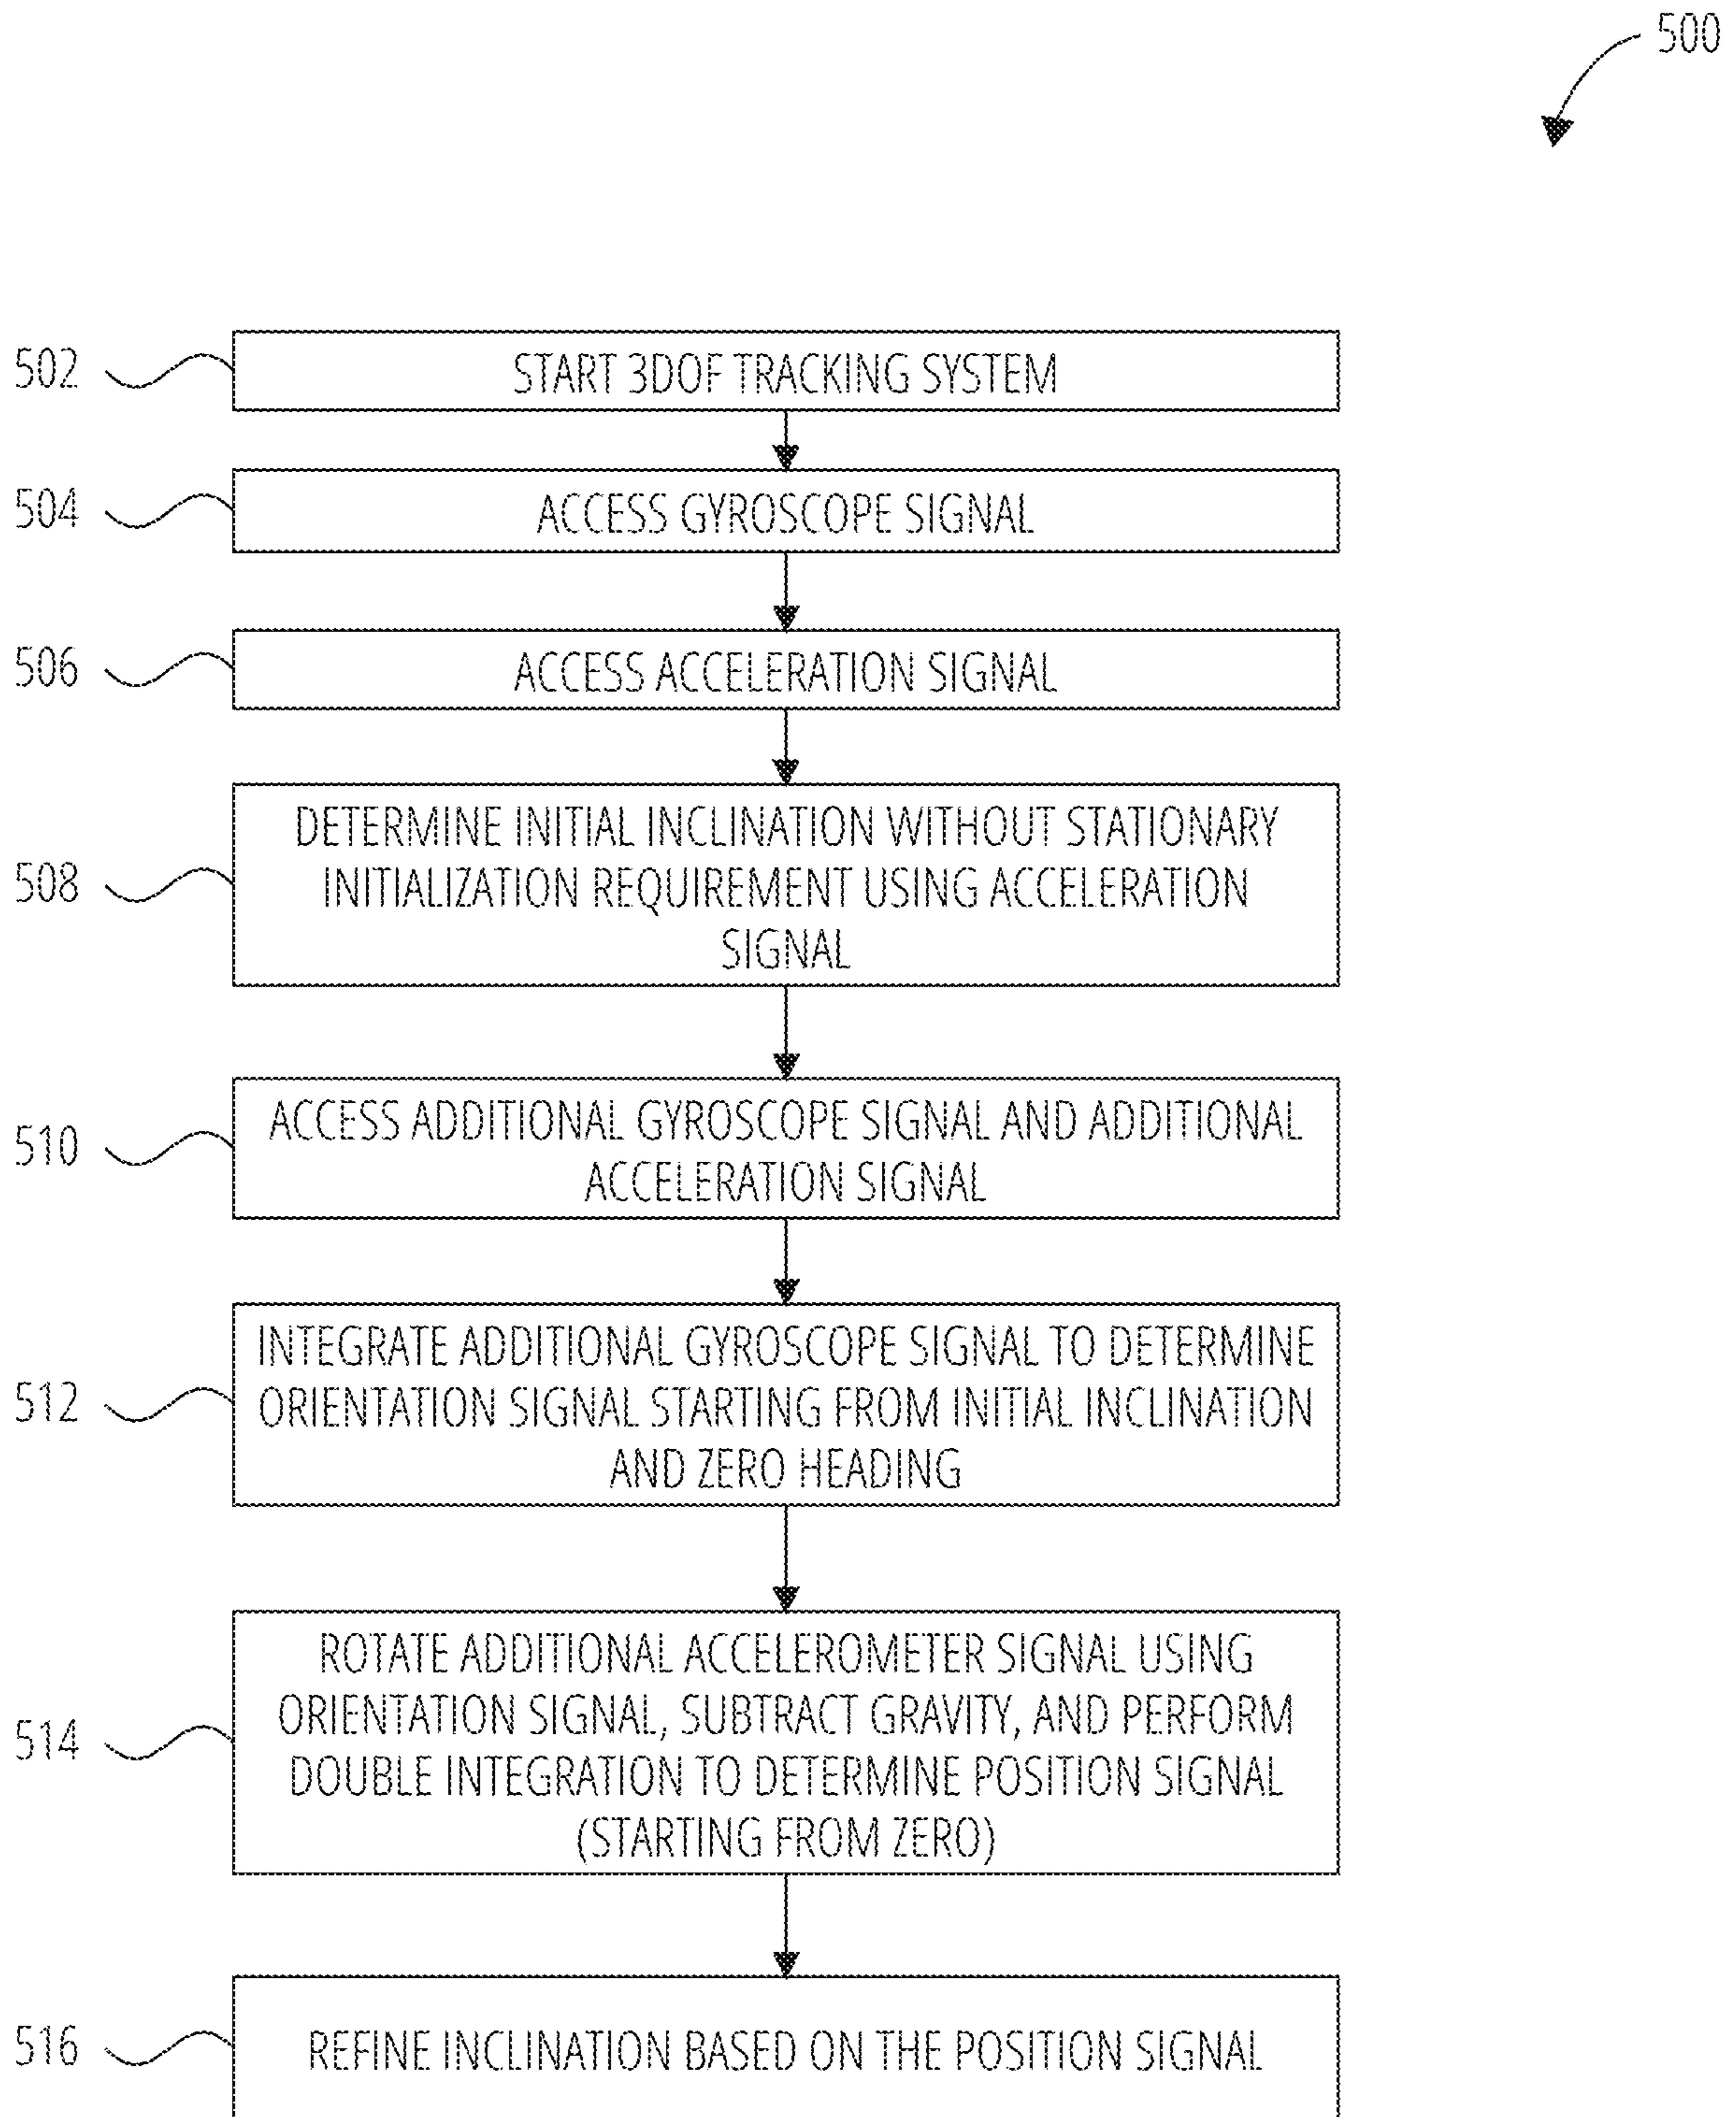 500
502
START 3DOF TRACKING SYSTEM
504
ACCESS GYROSCOPE SIGNAL
506
ACCESS ACCELERATION SIGNAL
508
DETERMINE INITIAL INCLINATION WITHOUT STATIONARY
INITIALIZATION REQUIREMENT USING ACCELERATION
SIGNAL
510
ACCESS ADDITIONAL GYROSCOPE SIGNAL AND ADDITIONAL
ACCELERATION SIGNAL
512
INTEGRATE ADDITIONAL GYROSCOPE SIGNAL TO DETERMINE
ORIENTATION SIGNAL STARTING FROM INITIAL INCLINATION
AND ZERO HEADING
514
ROTATE ADDITIONAL ACCELEROMETER SIGNAL USING
ORIENTATION SIGNAL, SUBTRACT GRAVITY, AND PERFORM
DOUBLE INTEGRATION TO DETERMINE POSITION SIGNAL
(STARTING FROM ZERO)
516
REFINE INCLINATION BASED ON THE POSITION SIGNAL